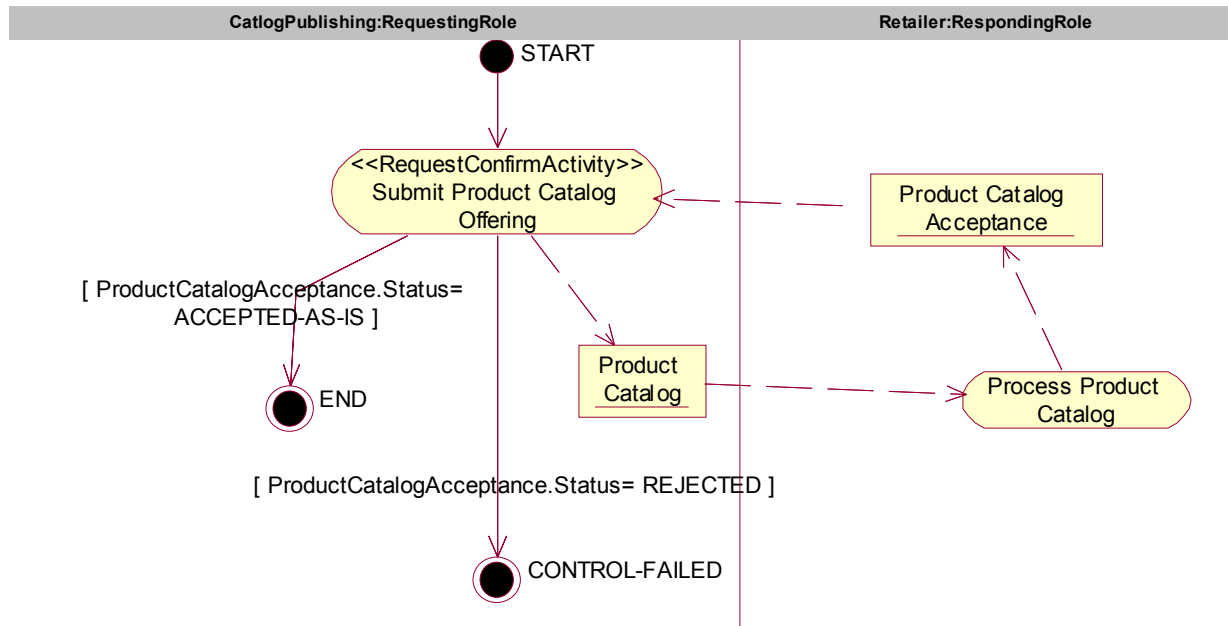 CatlogPublishing:RequestingRole
Retailer:RespondingRole
START
<<RequestConfirmActivity>>
Submit Product Catalog
Offering
Product Catalog
Acceptance
[ ProductCatalogAcceptance.Status=
ACCEPTED-AS-IS ]
END
Product
Catalog
Process Product
Catalog
[ ProductCatalogAcceptance.Status= REJECTED ]
CONTROL-FAILED